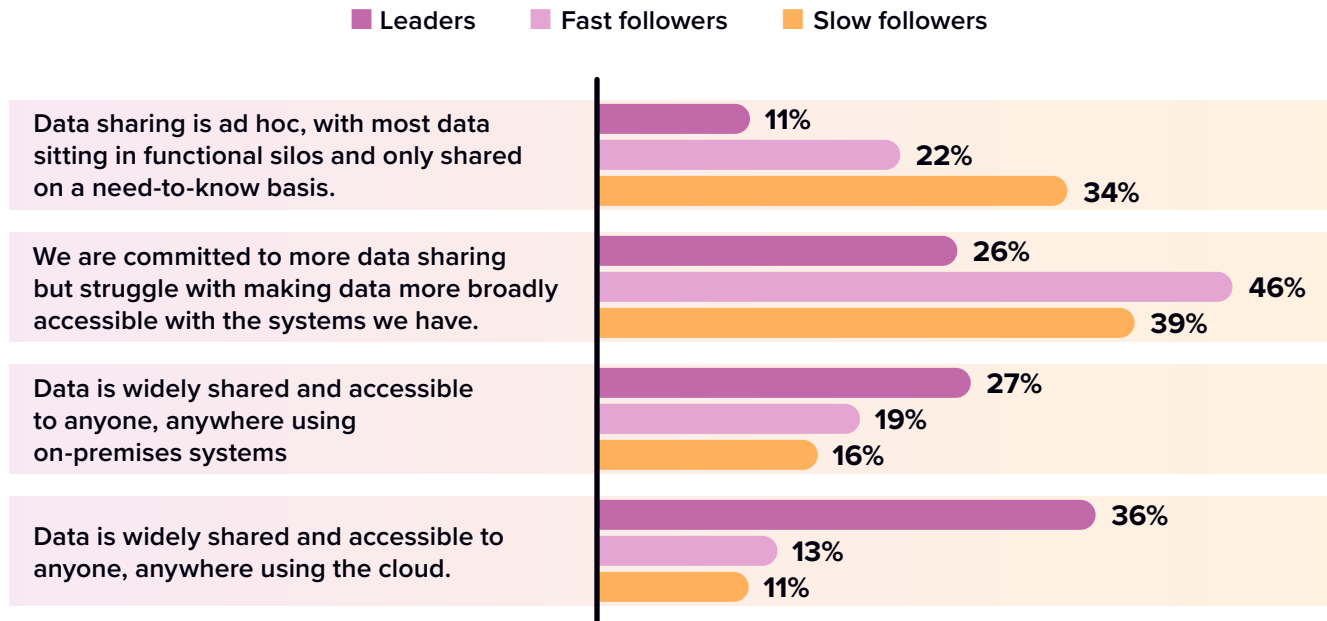 Leaders Fast followers Slow followers
Data sharing is ad hoc, with most data
sitting in functional silos and only shared
on a need-to-know basis.
11%
22%
34%
We are committed to more data sharing
but struggle with making data more broadly
accessible with the systems we have.
26%
46%
39%
Data is widely shared and accessible
to anyone, anywhere using
on-premises systems
27%
19%
16%
Data is widely shared and accessible to
anyone, anywhere using the cloud.
36%
13%
11%